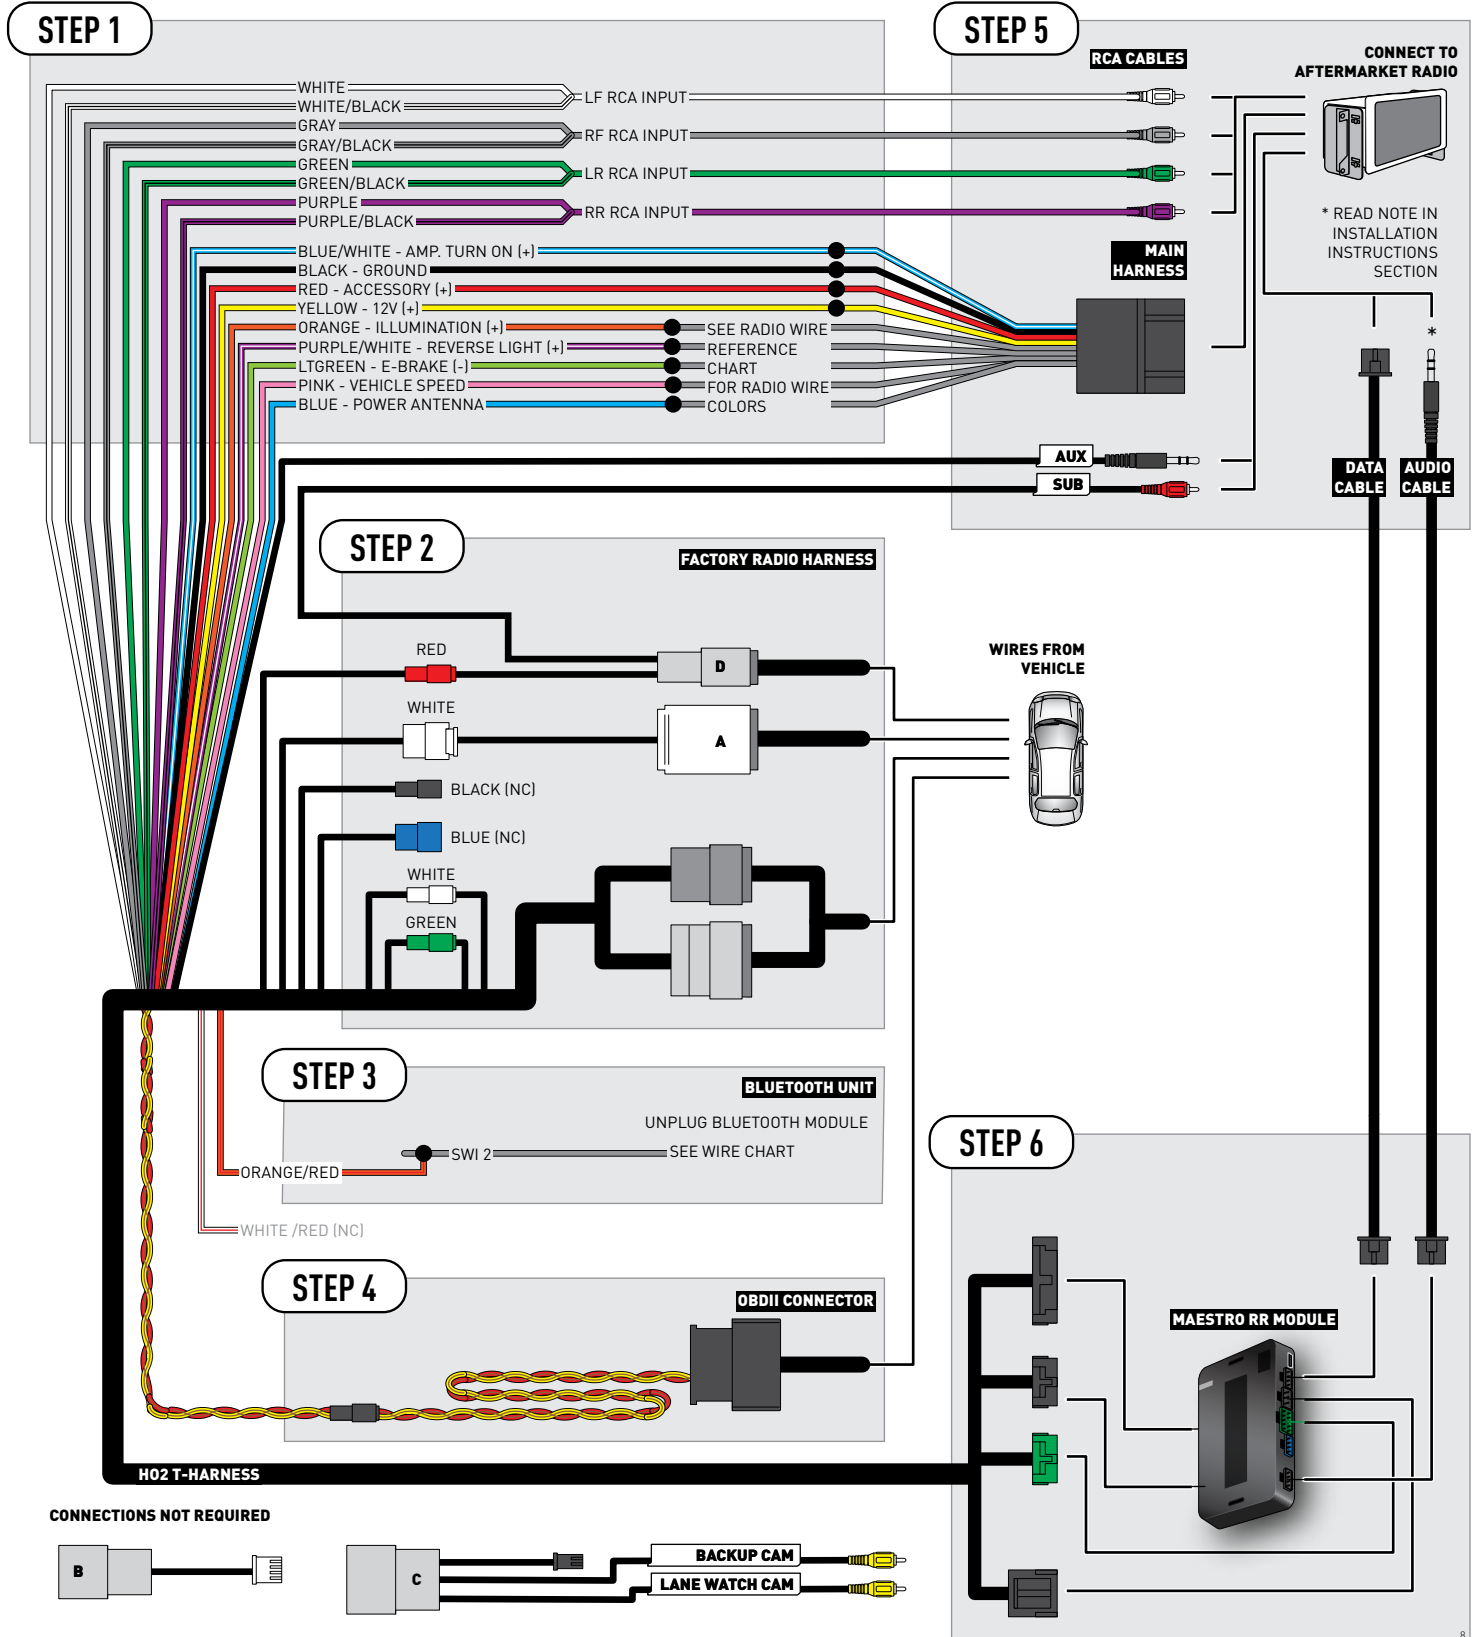 STEP 1
WHITE
WHITE/BLACK
LF RCA INPUT
GRAY
GRAY/BLACK
RF RCA INPUT
GREEN
GREEN/BLACK
LR RCA INPUT
PURPLE
PURPLE/BLACK
RR RCA INPUT
BLUE/WHITE - AMP. TURN ON (+)
BLACK - GROUND
RED - ACCESSORY (+)
YELLOW - 12V (+)
ORANGE - ILLUMINATION (+)
PURPLE/WHITE - REVERSE LIGHT (+)
LTGREEN - E-BRAKE (-)
PINK - VEHICLE SPEED
BLUE - POWER ANTENNA
SEE RADIO WIRE
REFERENCE
CHART
FOR RADIO WIRE
COLORS
STEP 5
RCA CABLES
CONNECT TO
AFTERMARKET RADIO
* READ NOTE IN
INSTALLATION
INSTRUCTIONS
SECTION
MAIN
HARNESS
*
AUX
SUB
DATA
CABLE
AUDIO
CABLE
STEP 2
FACTORY RADIO HARNESS
RED
D
WHITE
A
BLACK (NC)
BLUE (NC)
WHITE
GREEN
WIRES FROM
VEHICLE
STEP 3
BLUETOOTH UNIT
UNPLUG BLUETOOTH MODULE
SWI 2
SEE WIRE CHART
ORANGE/RED
WHITE /RED (NC)
STEP 4
OBDII CONNECTOR
STEP 6
MAESTRO RR MODULE
HO2 T-HARNESS
CONNECTIONS NOT REQUIRED
B
C
BACKUP CAM
LANE WATCH CAM
8